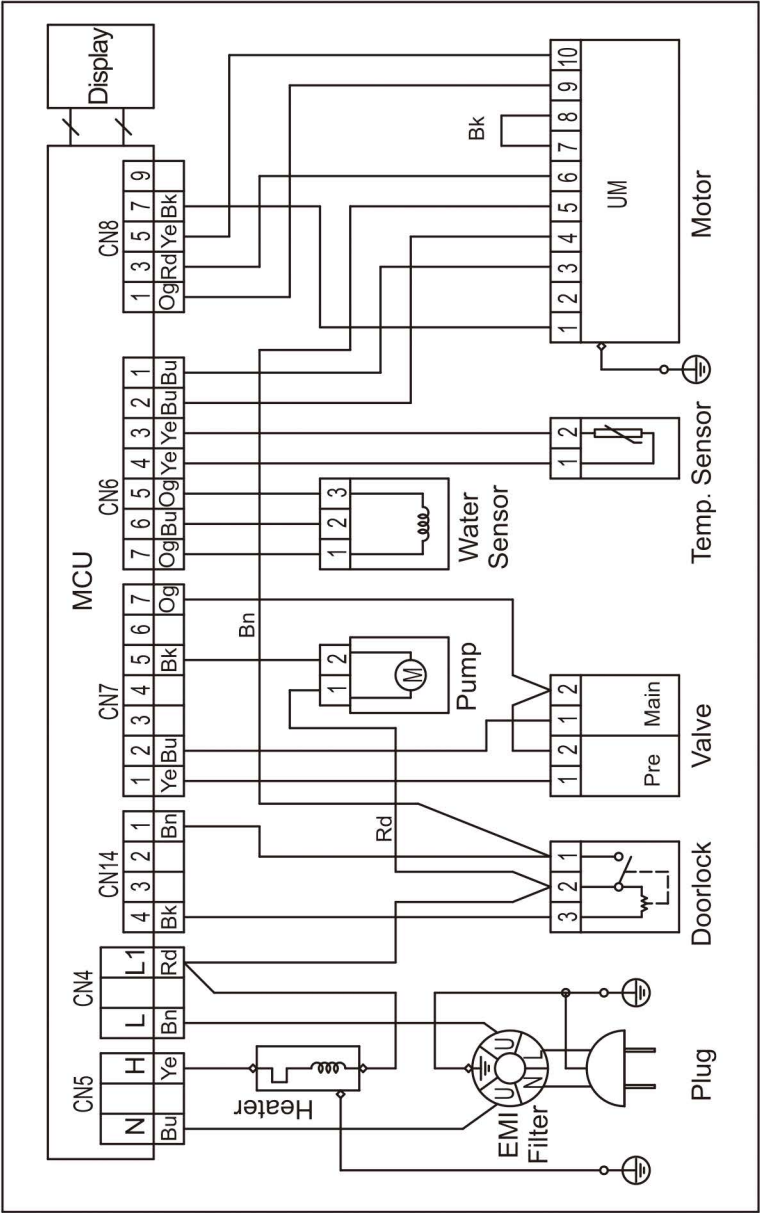 MCU
Display
CN5 CN4 CN14 CN7 CN6 CN8
N H L L1 4 3 2 1 1 2 3 4 5 6 7 7 6 5 4 3 2 1 1 3 5 7 9
Bu Ye Bn Rd Bk Bn Ye Bu Bk Og Og Bu Og Ye Ye Bu Bu Og Rd Ye Bk
Bn
Heater
1 2
M
Pump
1 2 3
Water
Sensor
Rd
Bk
EMI
Filter
U U
N L
Plug
3 2 1
Doorlock
1 2 1 2
Pre Main
Valve
1 2
Temp. Sensor
1 2 3 4 5 6 7 8 9 10
UM
Motor